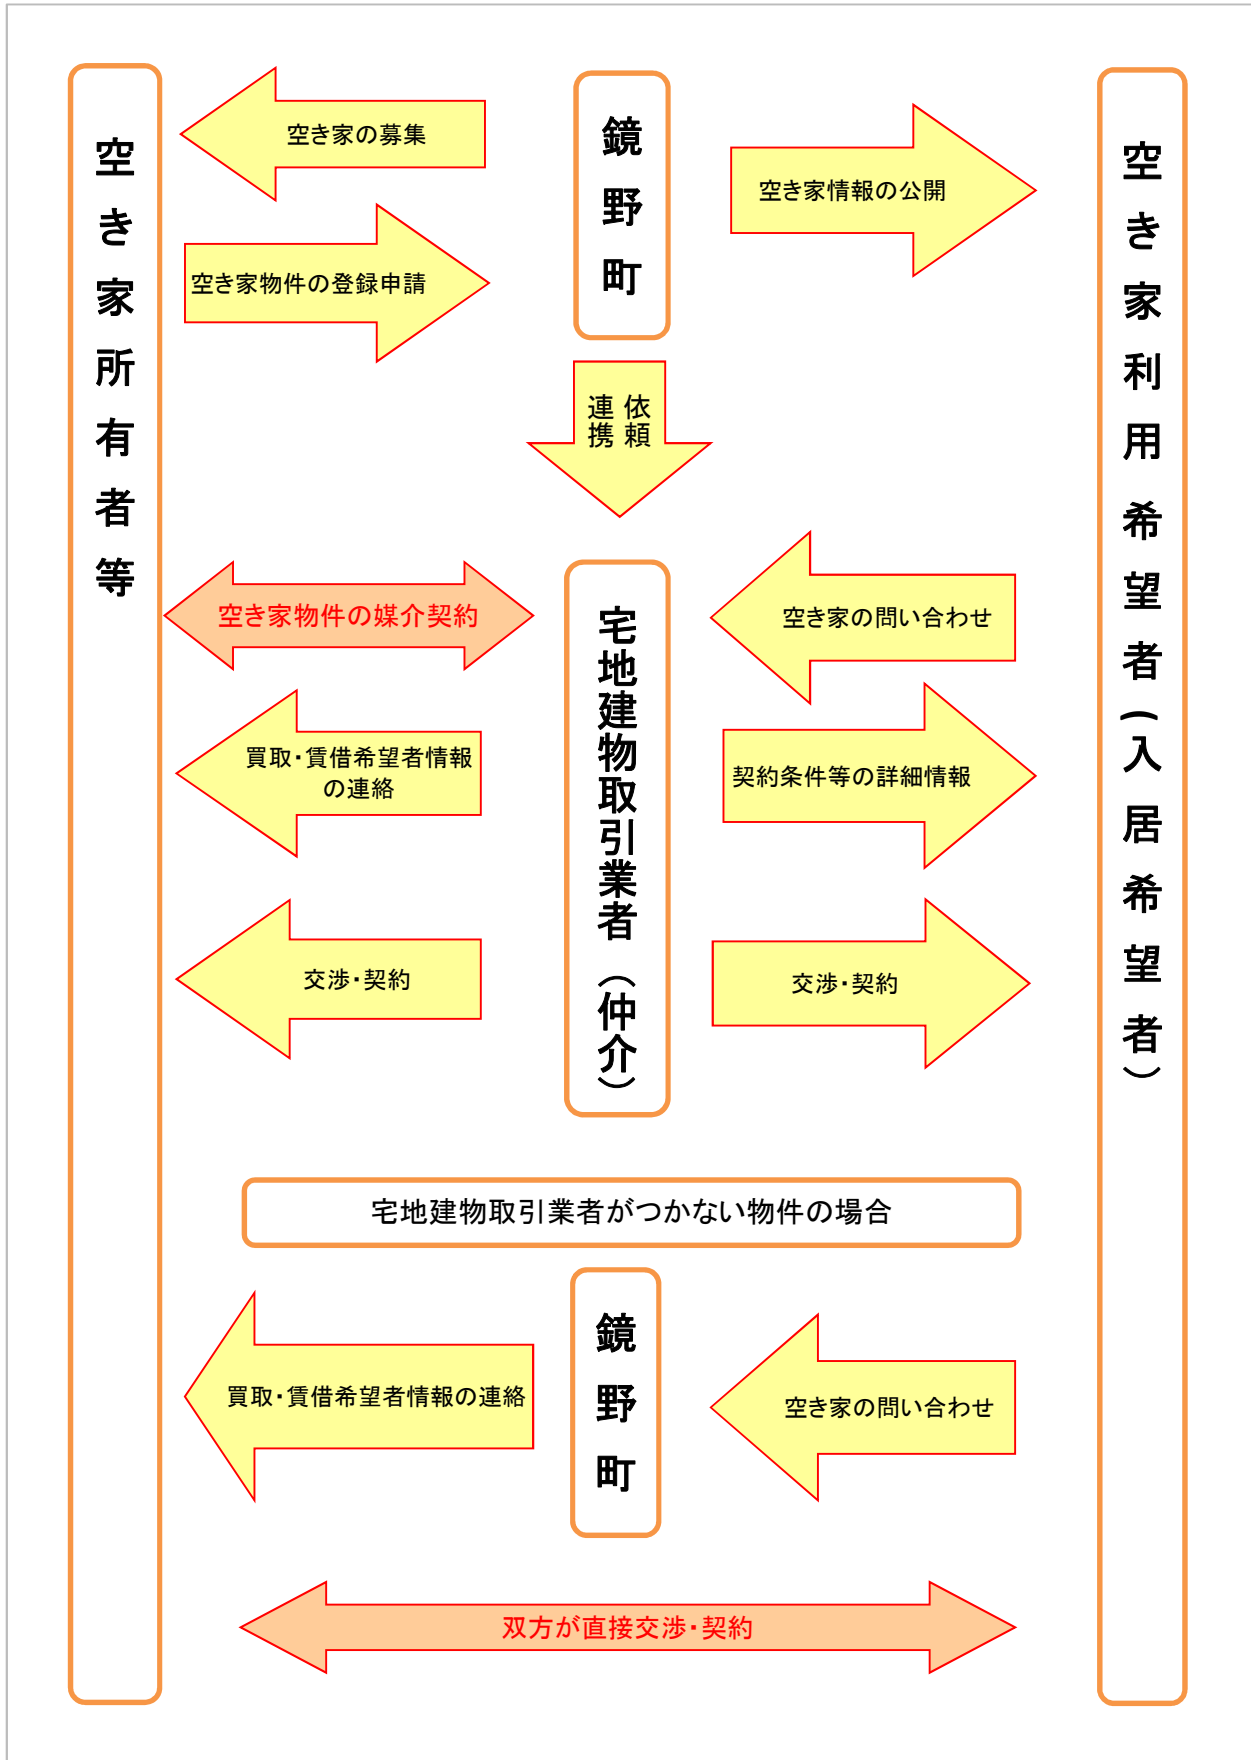 空き家所有者等
空き家の募集
空き家物件の登録申請
鏡野町
空き家情報の公開
空き家利用希望者(入居希望者)
依頼
連携
空き家物件の媒介契約
宅地建物取引業者(仲介)
空き家の問い合わせ
買取・賃借希望者情報
の連絡
契約条件等の詳細情報
交渉・契約
交渉・契約
宅地建物取引業者がつかない物件の場合
鏡野町
買取・賃借希望者情報の連絡
空き家の問い合わせ
双方が直接交渉・契約